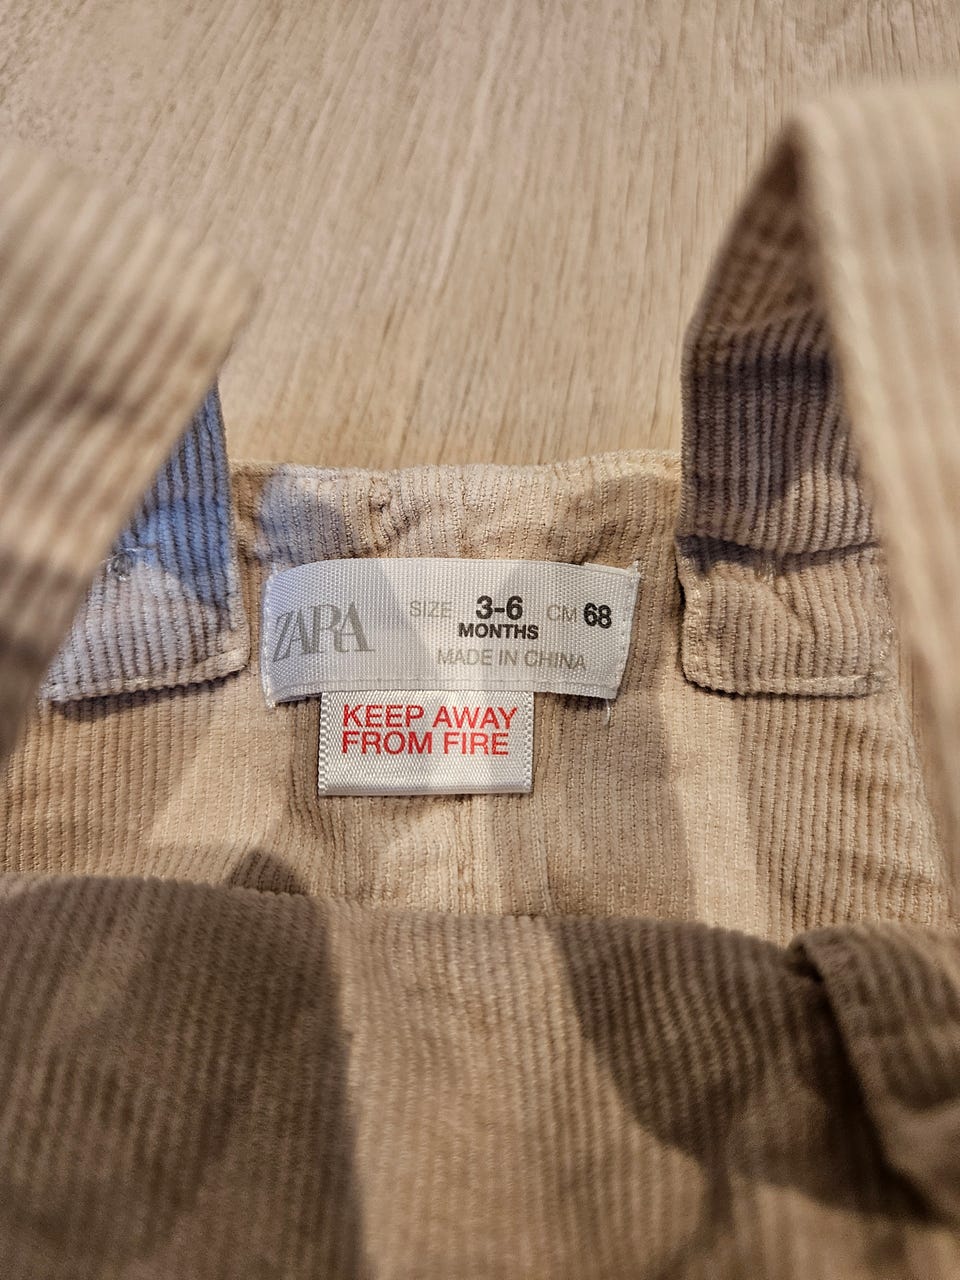 ZARA
SIZE 3-6 CM 68
MONTHS
MADE IN CHINA
KEEP AWAY
FROM FIRE